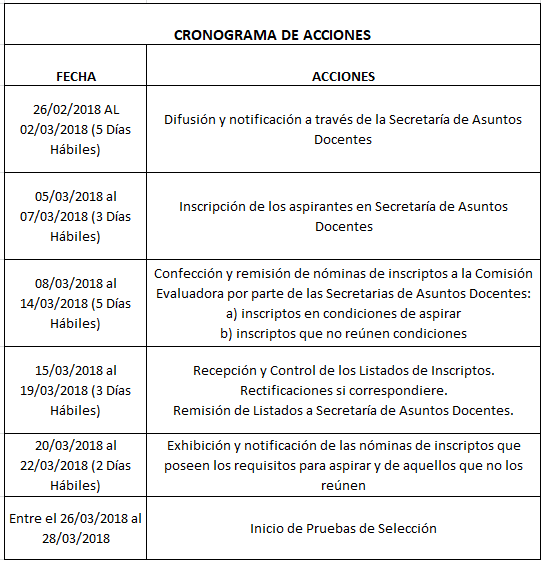 CRONOGRAMA DE ACCIONES
FECHA
ACCIONES
26/02/2018 AL
02/03/2018 (5 Días
Hábiles)
Difusión y notificación a través de la Secretaría de Asuntos
Docentes
05/03/2018 al
07/03/2018 (3 Días
Hábiles)
Inscripción de los aspirantes en Secretaría de Asuntos
Docentes
08/03/2018 al
14/03/2018 (5 Días
Hábiles)
Confección y remisión de nóminas de inscriptos a la Comisión
Evaluadora por parte de las Secretarias de Asuntos Docentes:
a) inscriptos en condiciones de aspirar
b) inscriptos que no reúnen condiciones
15/03/2018 al
19/03/2018 (3 Días
Hábiles)
Recepción y Control de los Listados de Inscriptos.
Rectificaciones si correspondiere.
Remisión de Listados a Secretaría de Asuntos Docentes.
20/03/2018 al
22/03/2018 (2 Días
Hábiles)
Exhibición y notificación de las nóminas de inscriptos que
poseen los requisitos para aspirar y de aquellos que no los
reúnen
Entre el 26/03/2018 al
28/03/2018
Inicio de Pruebas de Selección